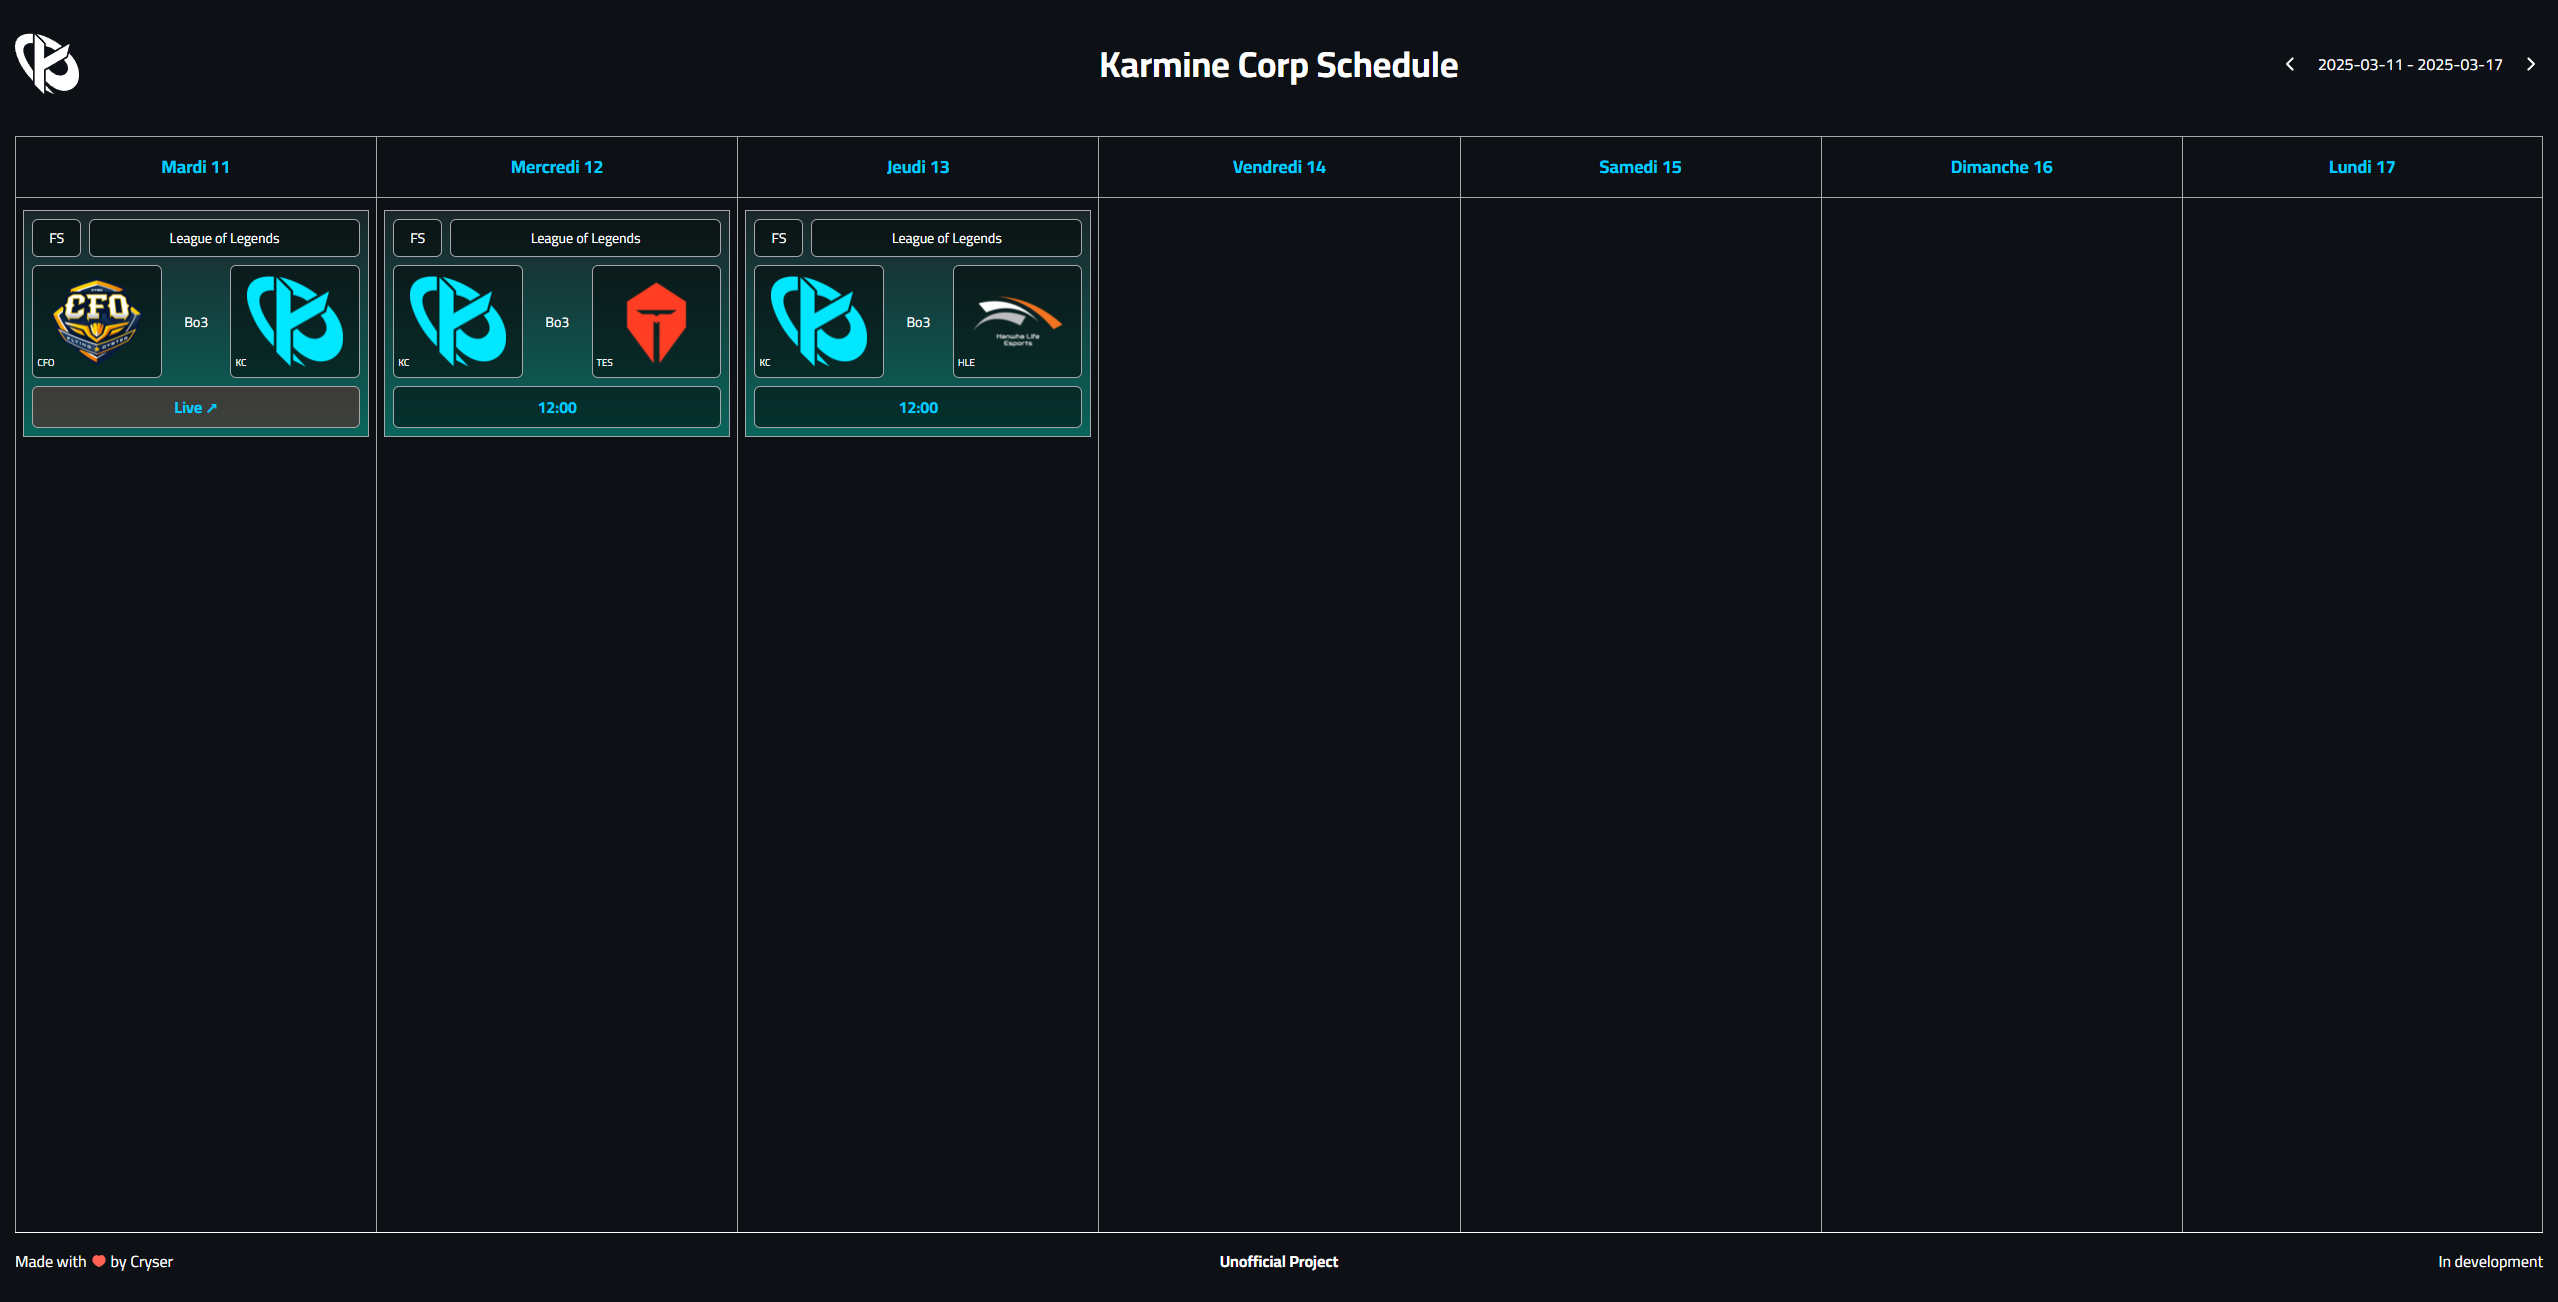 Karmine Corp Schedule
2025-03-11 - 2025-03-17
Mardi 11
Mercredi 12
Jeudi 13
Vendredi 14
Samedi 15
Dimanche 16
Lundi 17
FS
League of Legends
CFO
CFO
Bo3
KC
Live ↗
FS
League of Legends
KC
Bo3
TES
12:00
FS
League of Legends
KC
Bo3
Hanwha Life
Esports
HLE
12:00
Made with ❤ by Cryser
Unofficial Project
In development